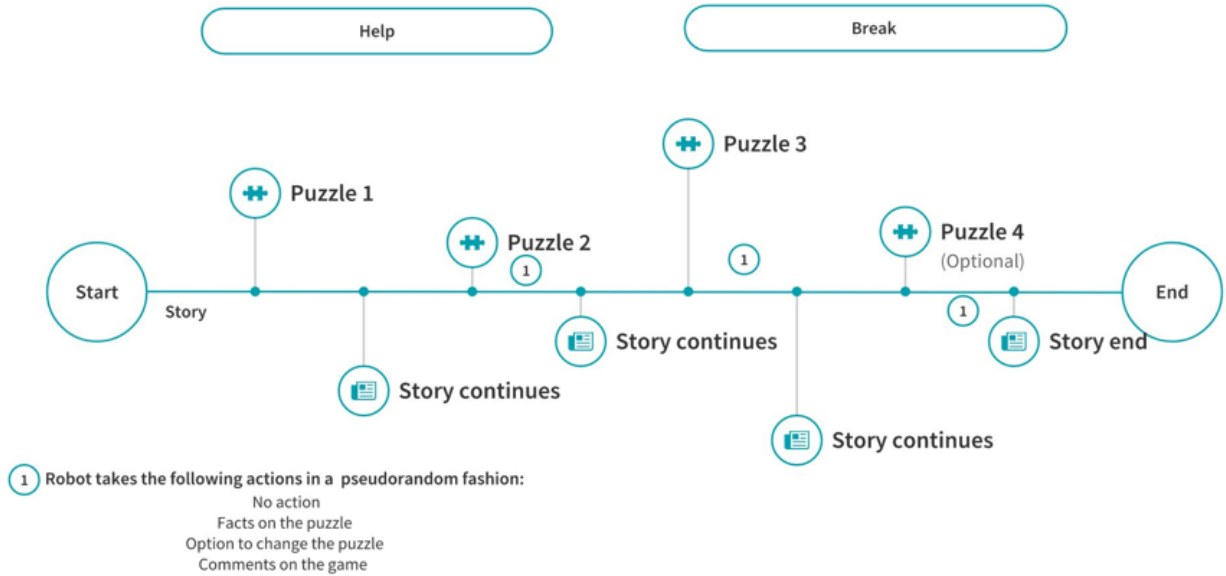 Help
Break
Puzzle 3
Puzzle 1
Puzzle 2
Puzzle 4
(Optional)
1
1
Start
End
Story
1
Story continues
Story end
Story continues
Story continues
1 Robot takes the following actions in a pseudorandom fashion:
No action
Facts on the puzzle
Option to change the puzzle
Comments on the game